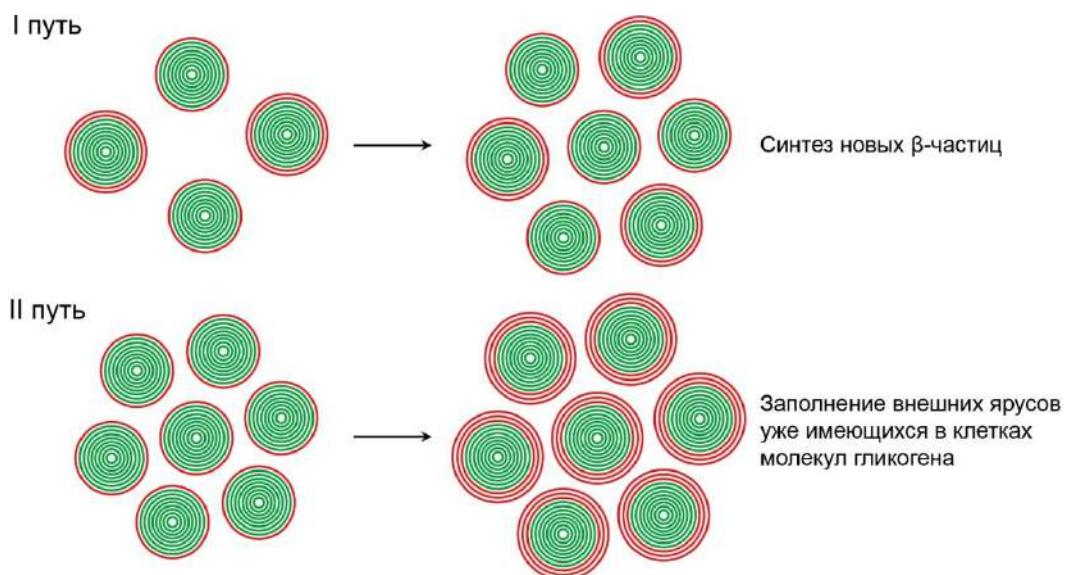 I путь
Синтез новых β-частиц
II путь
Заполнение внешних ярусов
уже имеющихся в клетках
молекул гликогена